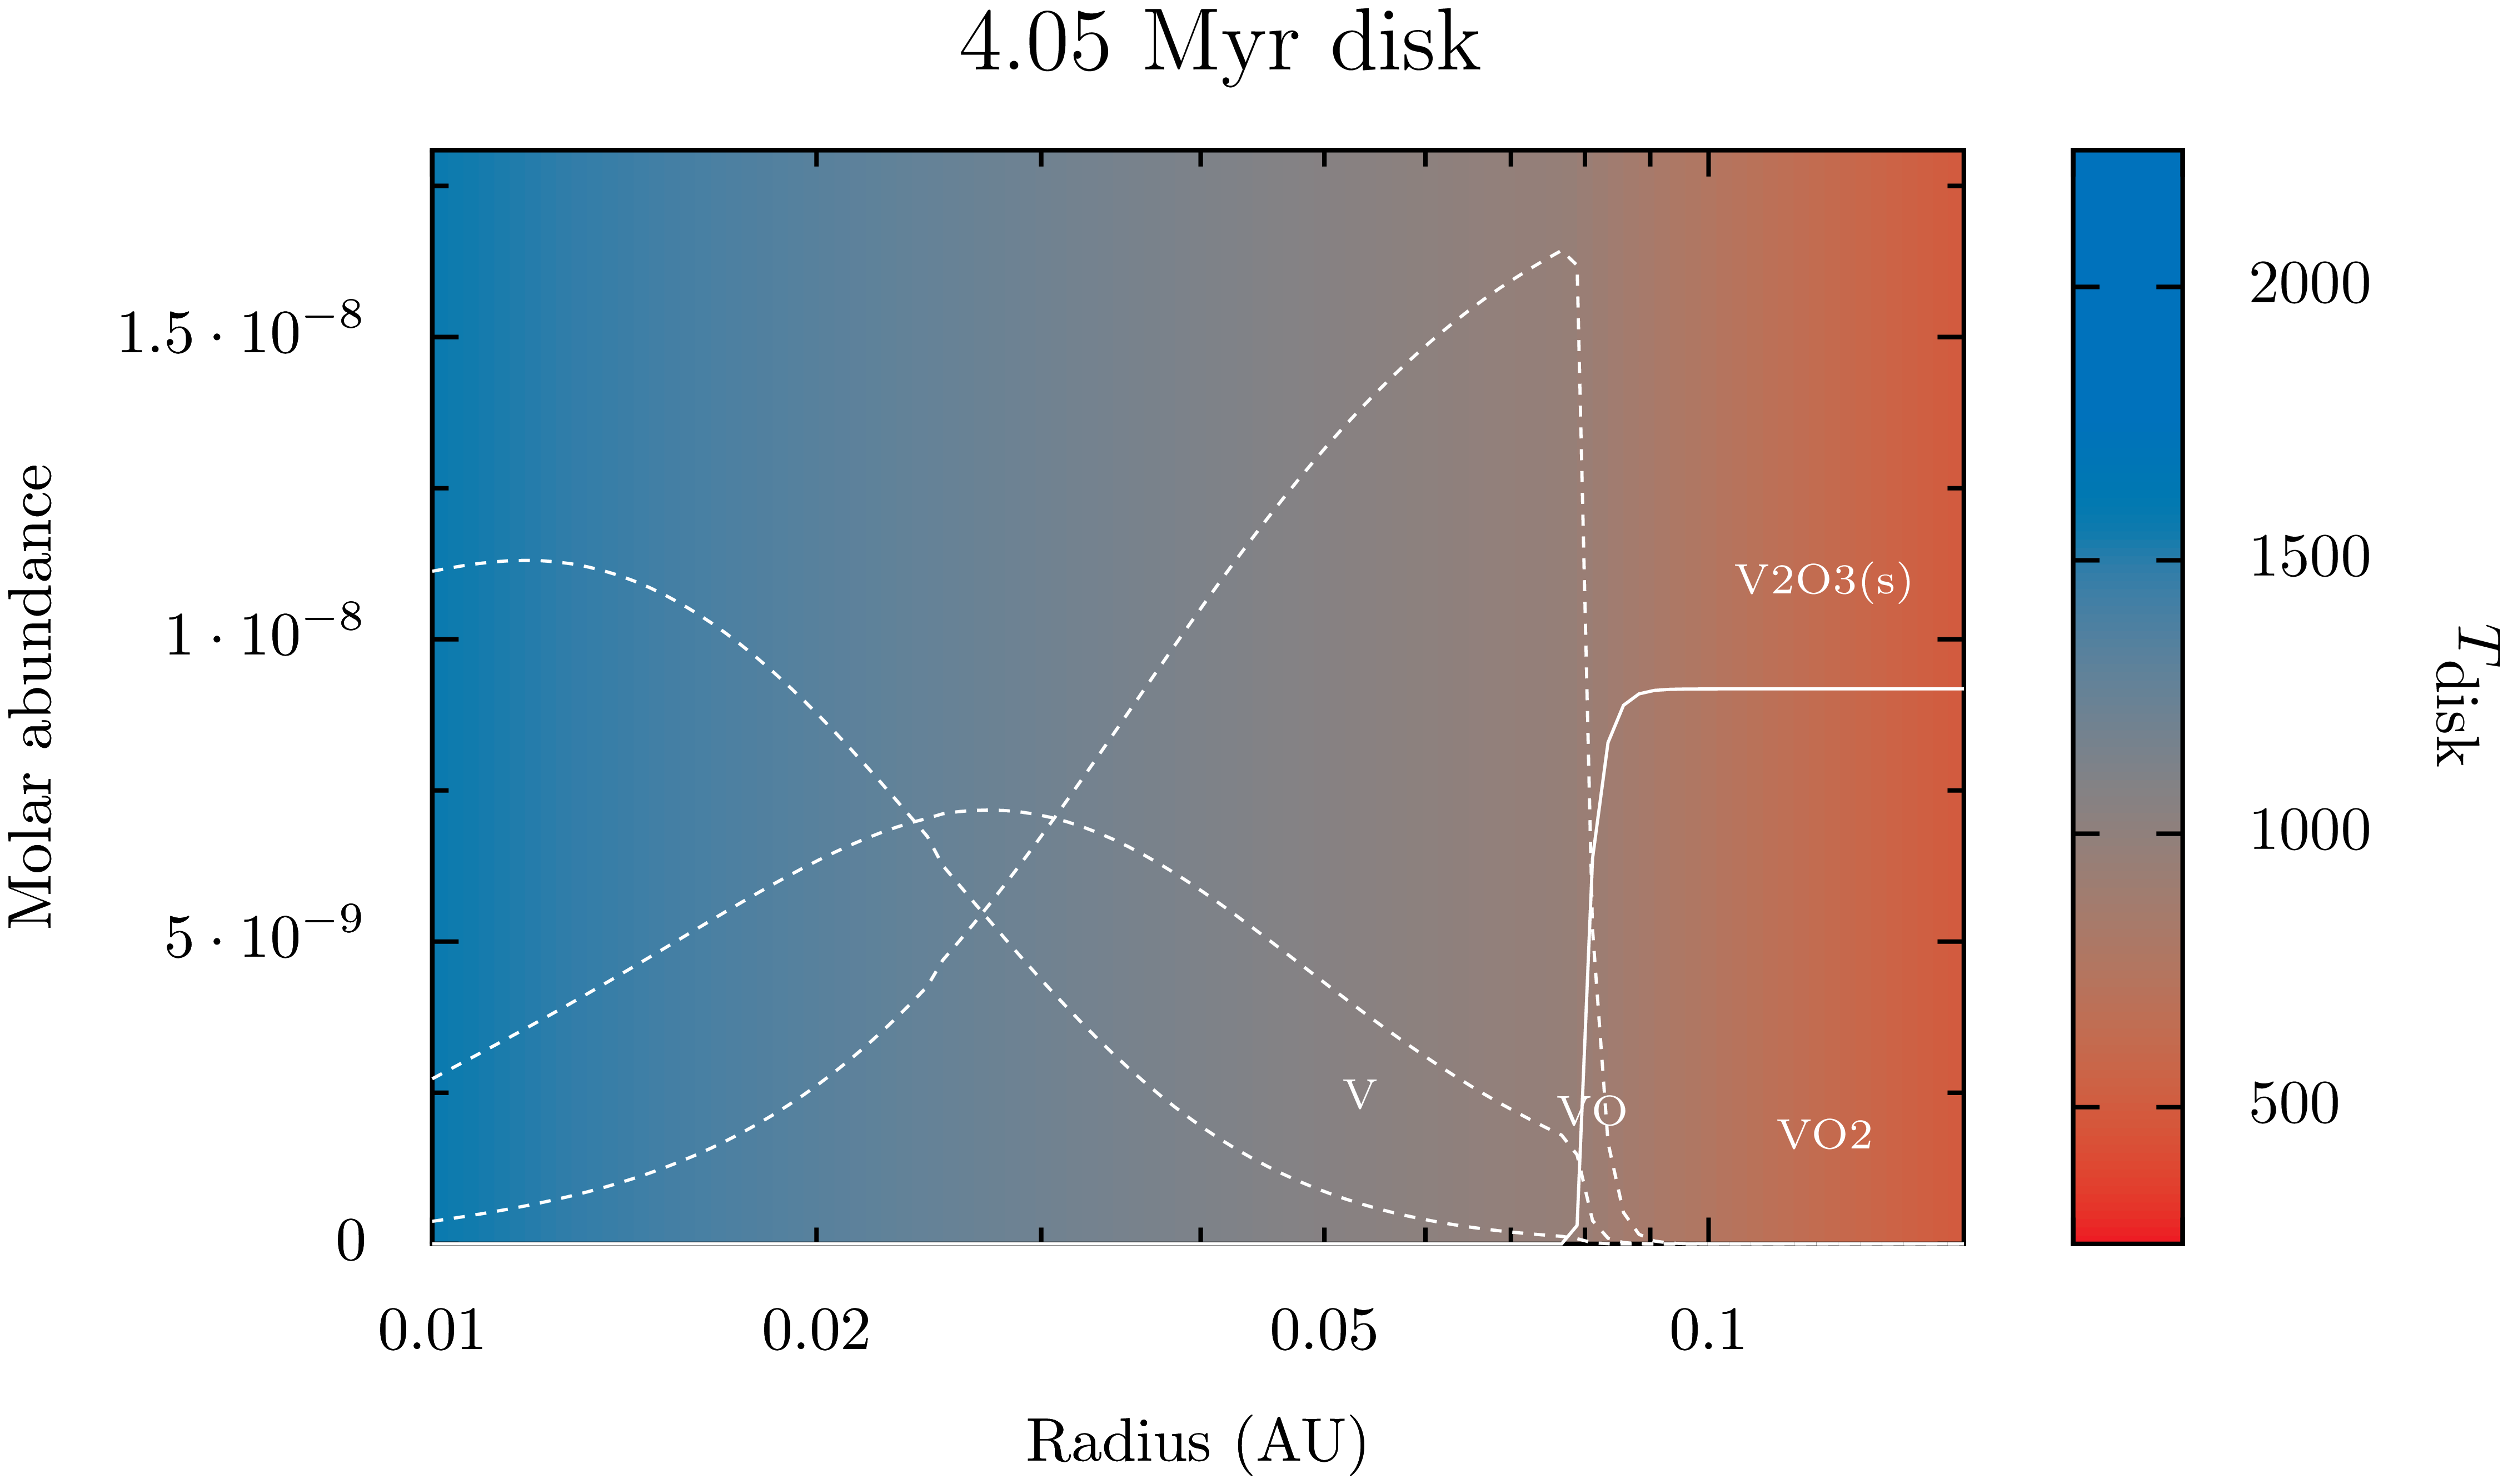 4.05 Myr disk
Molar abundance
1.5 · 10⁻⁸
1 · 10⁻⁸
5 · 10⁻⁹
0
V2O3(s)
V
VO
VO2
0.01 0.02 0.05 0.1
Radius (AU)
2000
1500
1000
500
T_disk